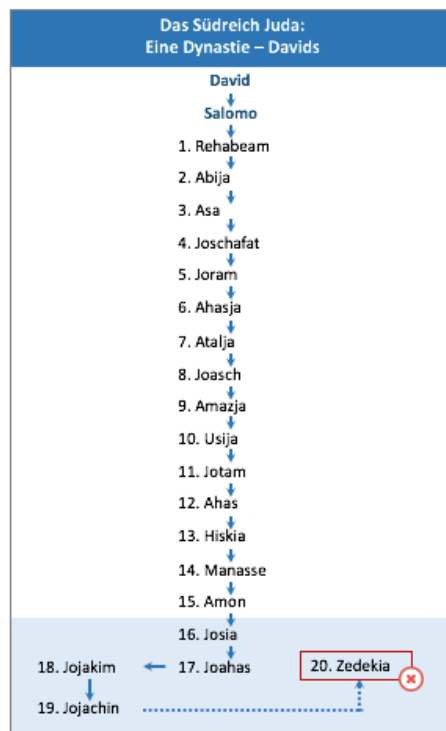 Das Südreich Juda:
Eine Dynastie – Davids
David
Salomo
1. Rehabeam
2. Abija
3. Asa
4. Joschafat
5. Joram
6. Ahasja
7. Atalja
8. Joasch
9. Amazja
10. Usija
11. Jotam
12. Ahas
13. Hiskia
14. Manasse
15. Amon
16. Josia
18. Jojakim 17. Joahas 20. Zedekia
19. Jojachin